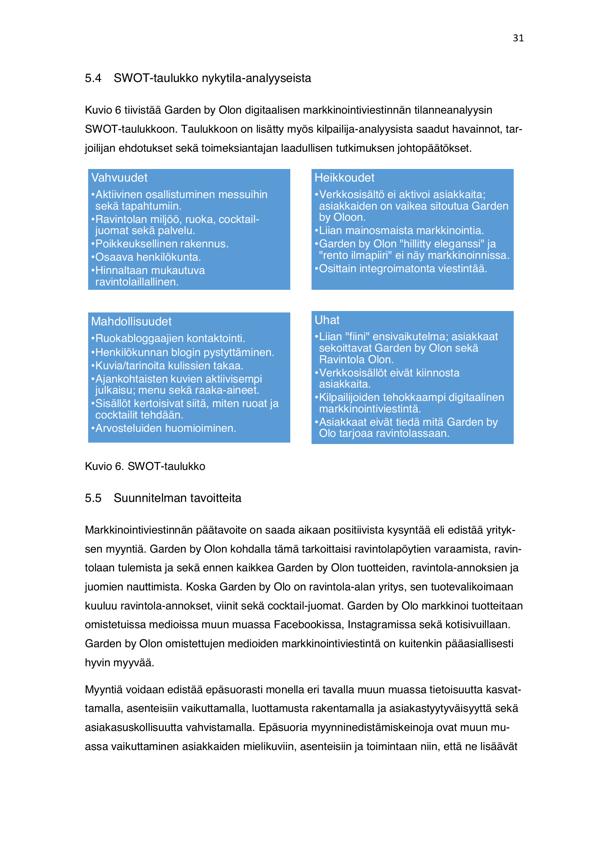 31
5.4 SWOT-taulukko nykytila-analyyseista
Kuvio 6 tiivistää Garden by Olon digitaalisen markkinointiviestinnän tilanneanalyysin
SWOT-taulukkoon. Taulukkoon on lisätty myös kilpailija-analyysista saadut havainnot, tar-
joilijan ehdotukset sekä toimeksiantajan laadullisen tutkimuksen johtopäätökset.
Vahvuudet
•Aktiivinen osallistuminen messuihin
sekä tapahtumiin.
•Ravintolan miljöö, ruoka, cocktail-
juomat sekä palvelu.
•Poikkeuksellinen rakennus.
•Osaava henkilökunta.
•Hinnaltaan mukautuva
ravintolaillallinen.
Heikkoudet
•Verkkosisältö ei aktivoi asiakkaita;
asiakkaiden on vaikea sitoutua Garden
by Oloon.
•Liian mainosmaista markkinointia.
•Garden by Olon "hillitty eleganssi" ja
"rento ilmapiiri" ei näy markkinoinnissa.
•Osittain integroimatonta viestintää.
Mahdollisuudet
•Ruokabloggaajien kontaktointi.
•Henkilökunnan blogin pystyttäminen.
•Kuvia/tarinoita kulissien takaa.
•Ajankohtaisten kuvien aktiivisempi
julkaisu; menu sekä raaka-aineet.
•Sisällöt kertoisivat siitä, miten ruoat ja
cocktailit tehdään.
•Arvosteluiden huomioiminen.
Uhat
•Liian "fiini" ensivaikutelma; asiakkaat
sekoittavat Garden by Olon sekä
Ravintola Olon.
•Verkkosisällöt eivät kiinnosta
asiakkaita.
•Kilpailijoiden tehokkaampi digitaalinen
markkinointiviestintä.
•Asiakkaat eivät tiedä mitä Garden by
Olo tarjoaa ravintolassaan.
Kuvio 6. SWOT-taulukko
5.5 Suunnitelman tavoitteita
Markkinointiviestinnän päätavoite on saada aikaan positiivista kysyntää eli edistää yrityk-
sen myyntiä. Garden by Olon kohdalla tämä tarkoittaisi ravintolapöytien varaamista, ravin-
tolaan tulemista ja sekä ennen kaikkea Garden by Olon tuotteiden, ravintola-annoksien ja
juomien nauttimista. Koska Garden by Olo on ravintola-alan yritys, sen tuotevalikoimaan
kuuluu ravintola-annokset, viinit sekä cocktail-juomat. Garden by Olo markkinoi tuotteitaan
omistetuissa medioissa muun muassa Facebookissa, Instagramissa sekä kotisivuillaan.
Garden by Olon omistettujen medioiden markkinointiviestintä on kuitenkin pääasiallisesti
hyvin myyvää.
Myyntiä voidaan edistää epäsuorasti monella eri tavalla muun muassa tietoisuutta kasvat-
tamalla, asenteisiin vaikuttamalla, luottamusta rakentamalla ja asiakastyytyväisyyttä sekä
asiakasuskollisuutta vahvistamalla. Epäsuoria myynninedistämiskeinoja ovat muun mu-
assa vaikuttaminen asiakkaiden mielikuviin, asenteisiin ja toimintaan niin, että ne lisäävät